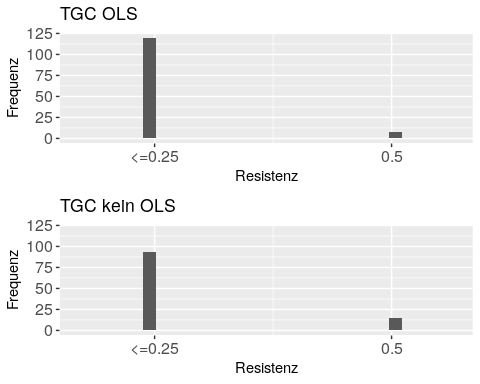 TGC OLS
125
100
75
50
25
0
Frequenz
<=0.25 0.5
Resistenz
TGC kein OLS
125
100
75
50
25
0
Frequenz
<=0.25 0.5
Resistenz